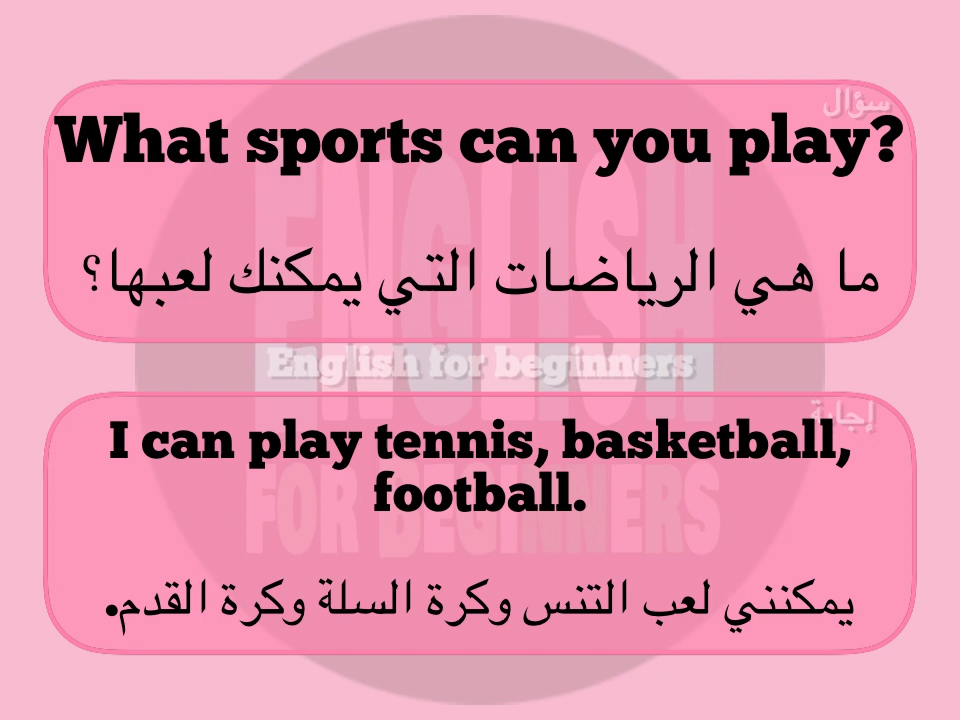 سؤال
What sports can you play?
ما هي الرياضات التي يمكنك لعبها؟
ENGLISH
English for beginners
إجابة
I can play tennis, basketball,
football.
FOR BEGINNERS
يمكنني لعب التنس وكرة السلة وكرة القدم.